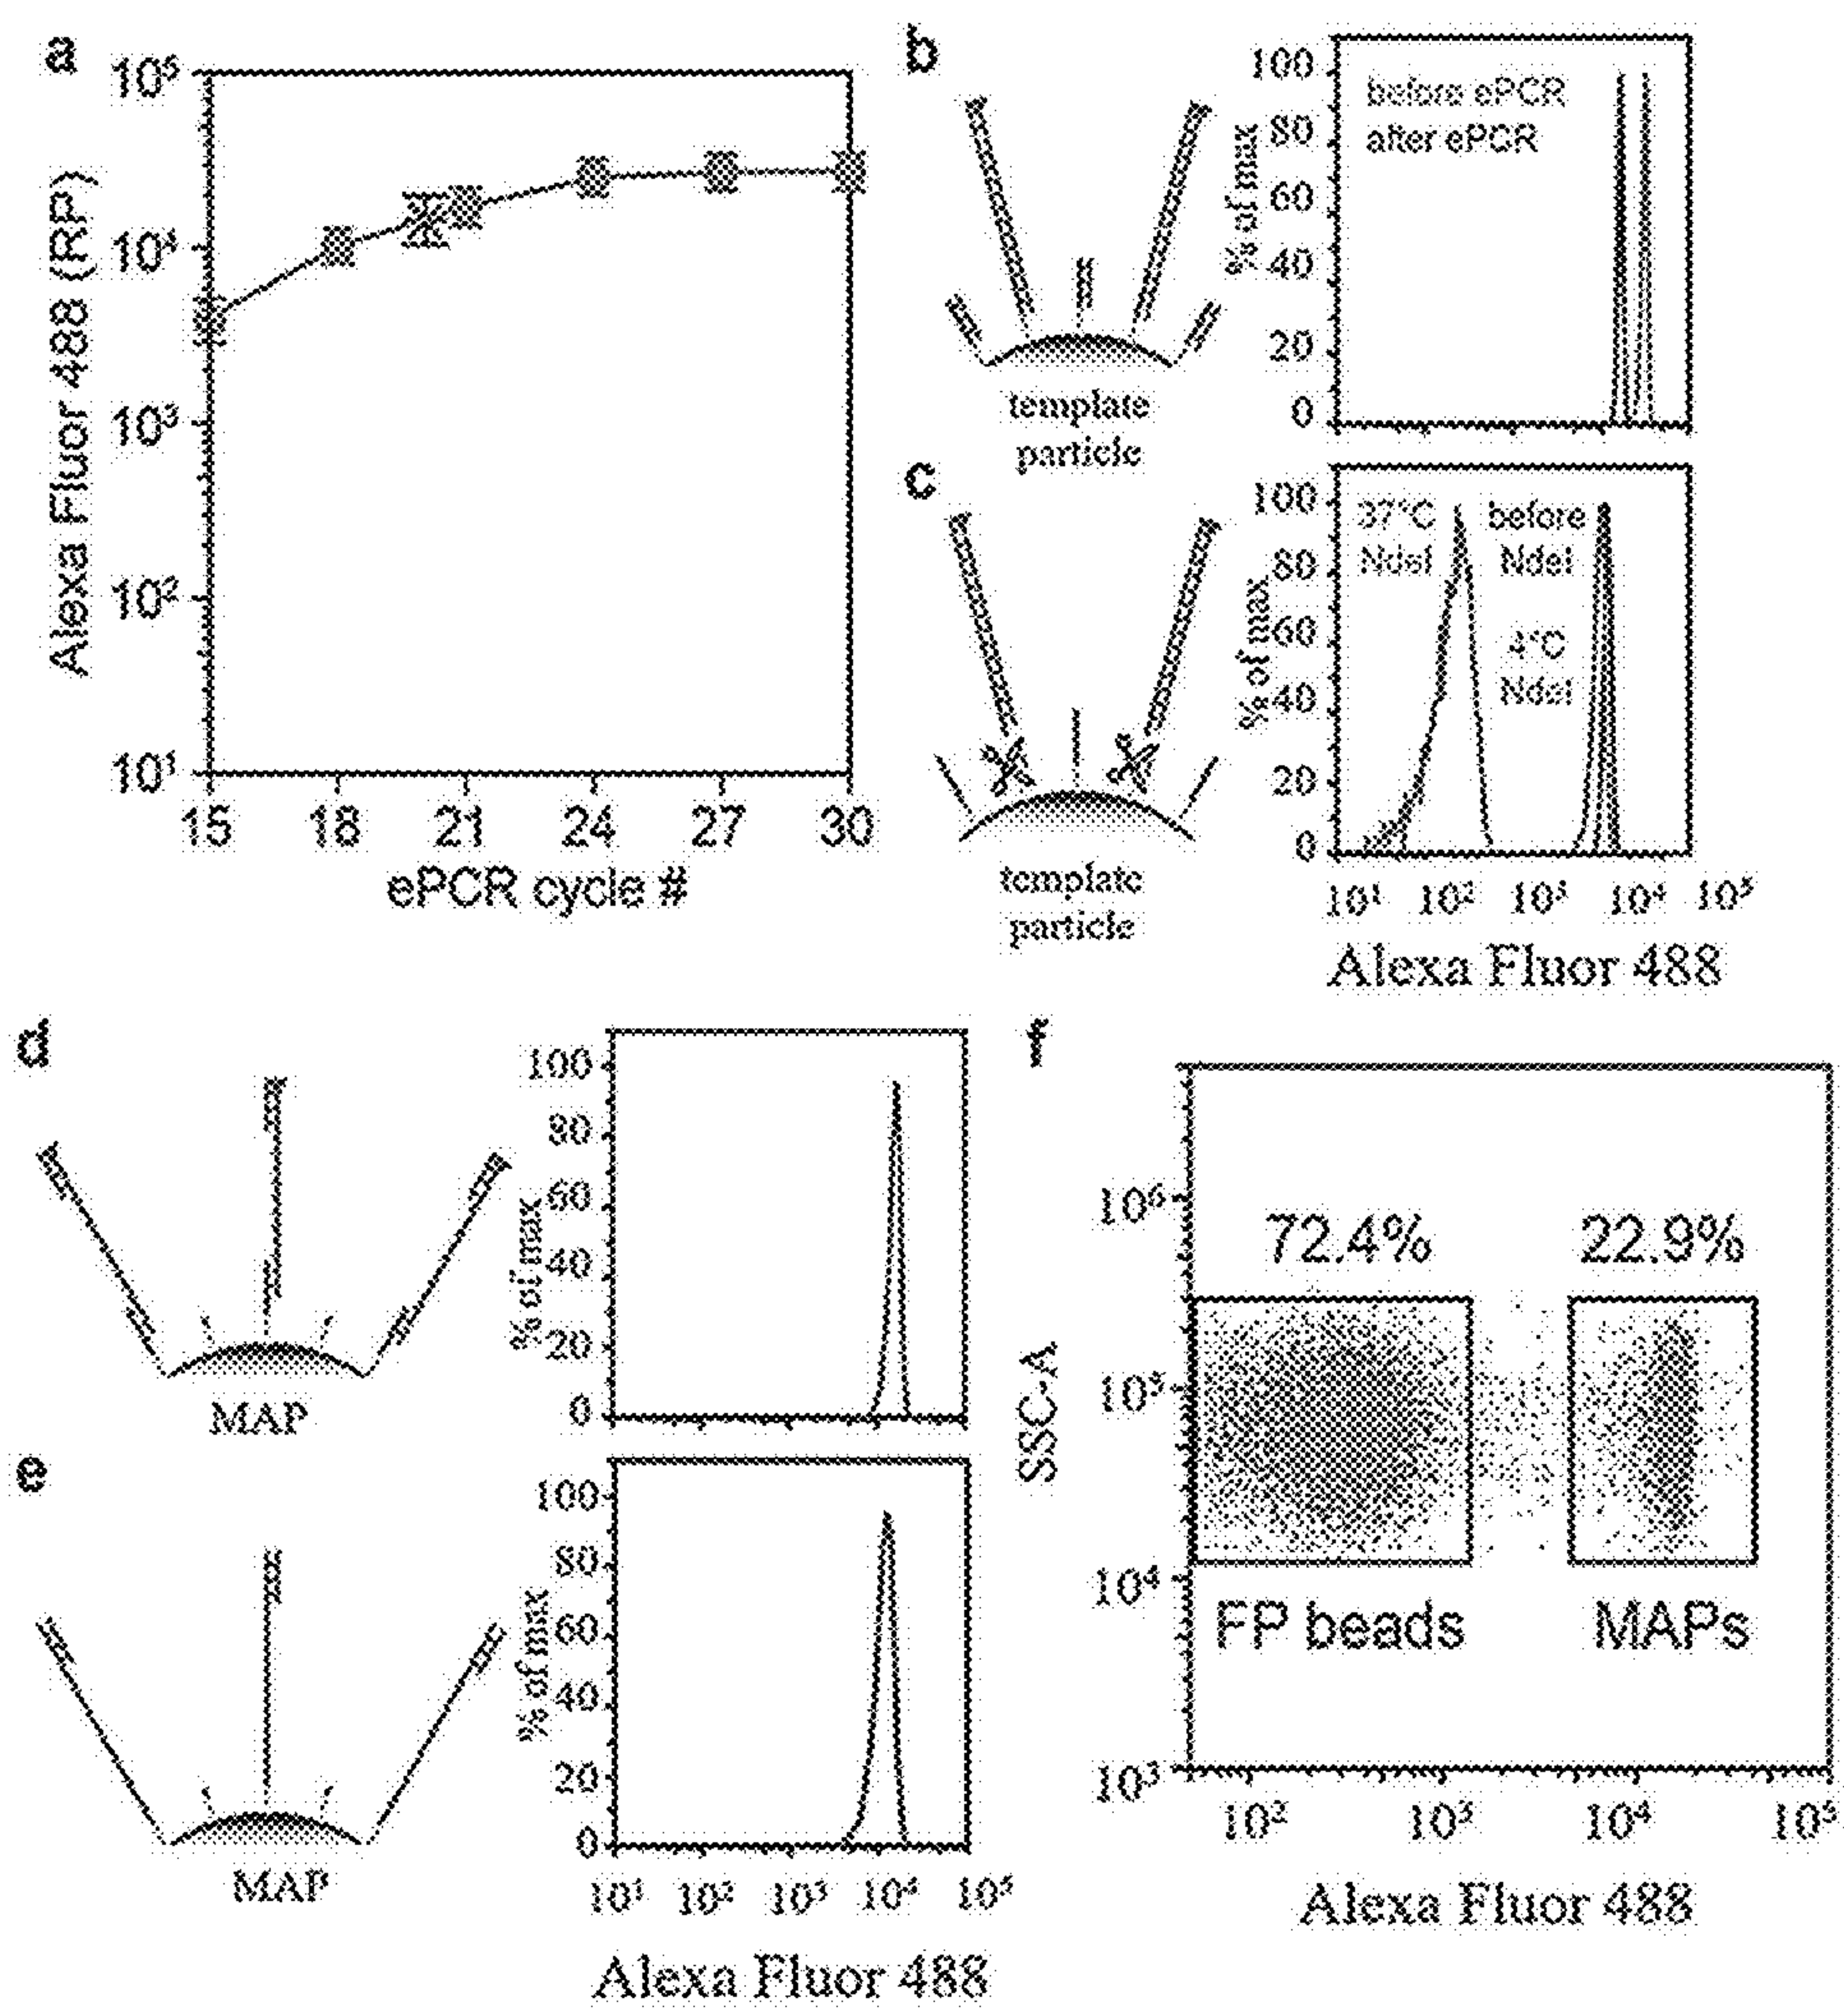 a
10⁵
10⁴
10³
10²
10¹
Alexa Fluor 488 (RP)
15 18 21 24 27 30
ePCR cycle #
b
template
particle
100
80
60
40
20
0
% of max
before ePCR
after ePCR
c
template
particle
100
80
60
40
20
0
% of max
37°C
NdeI
before
NdeI
4°C
NdeI
10¹ 10² 10³ 10⁴ 10⁵
Alexa Fluor 488
d
MAP
100
80
60
40
20
0
% of max
e
MAP
100
80
60
40
20
0
% of max
10¹ 10² 10³ 10⁴ 10⁵
Alexa Fluor 488
f
10⁶
10⁵
10⁴
10³
SSC-A
72.4% 22.9%
FP beads MAPs
10² 10³ 10⁴ 10⁵
Alexa Fluor 488